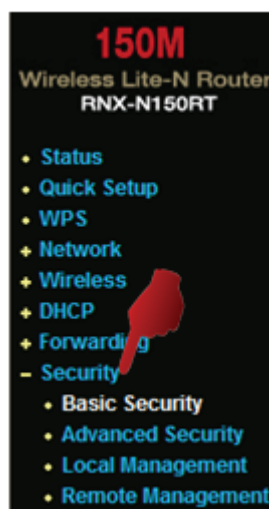 150M
Wireless Lite-N Router
RNX-N150RT
Status
Quick Setup
WPS
+ Network
+ Wireless
+ DHCP
+ Forwarding
– Security
Basic Security
Advanced Security
Local Management
Remote Management